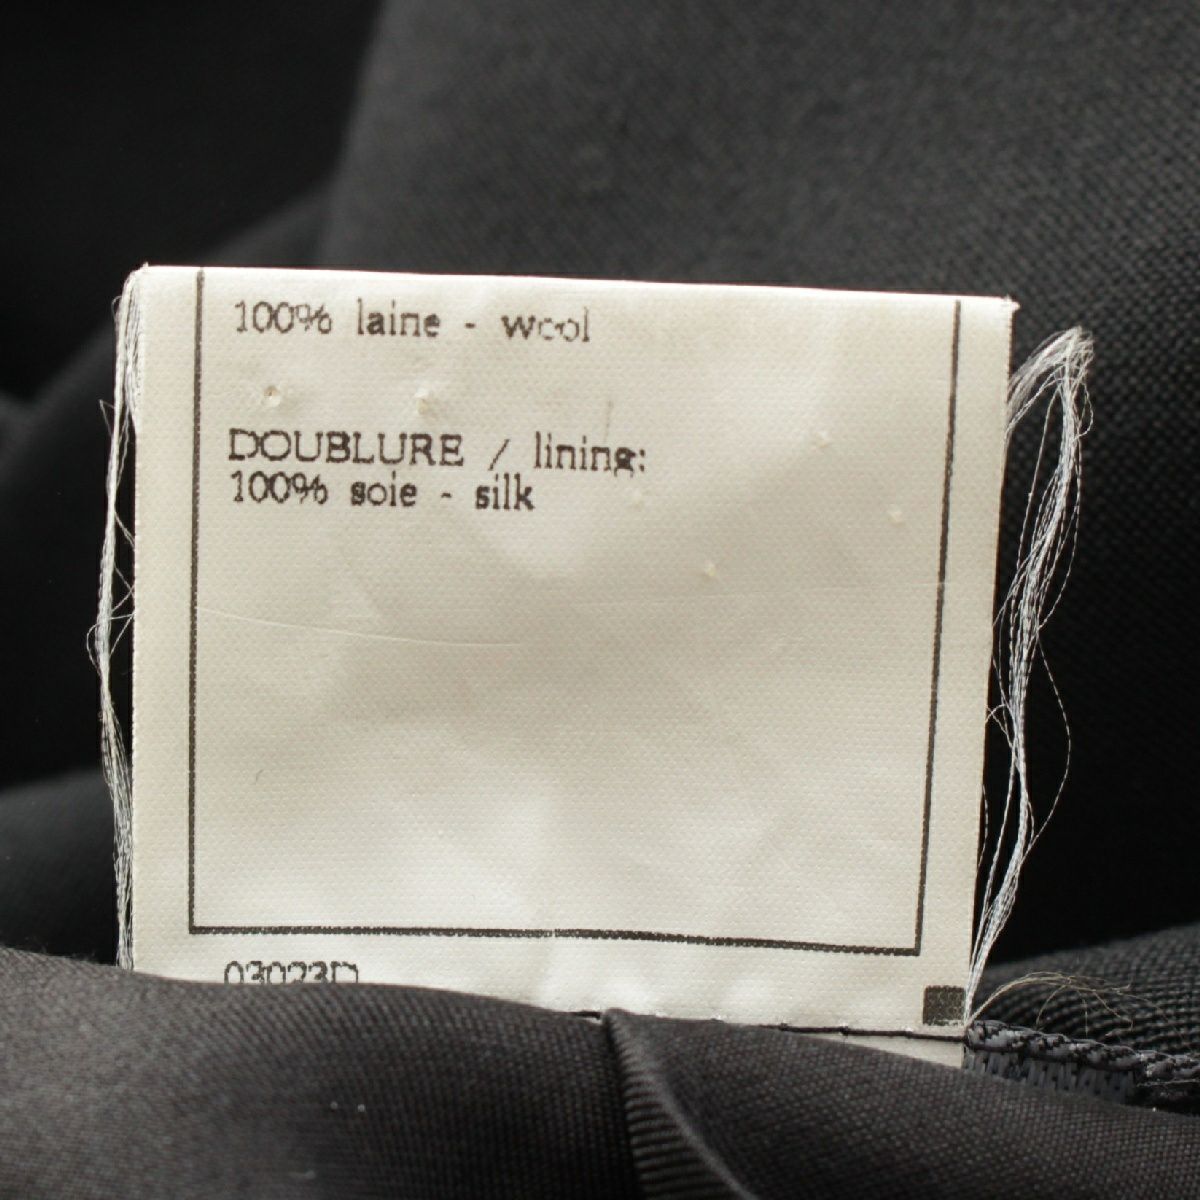 100% laine - wool
DOUBLURE / lining:
100% soie - silk
03023D